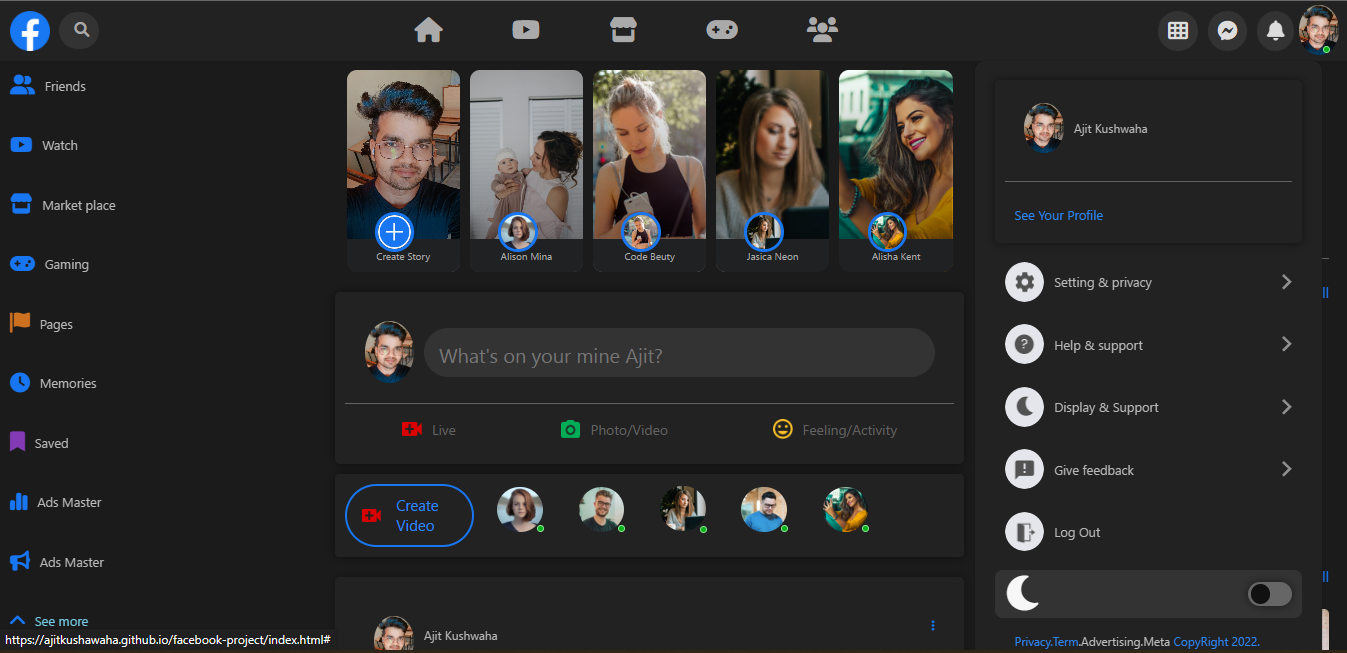 Friends
Watch
Market place
Gaming
Pages
Memories
Saved
Ads Master
Ads Master
See more
https://ajitkushawaha.github.io/facebook-project/index.html#
Create Story
Alison Mina
Code Beuty
Jasica Neon
Alisha Kent
What's on your mine Ajit?
Live
Photo/Video
Feeling/Activity
Create
Video
Ajit Kushwaha
Ajit Kushwaha
See Your Profile
Setting & privacy
Help & support
Display & Support
Give feedback
Log Out
Privacy.Term.Advertising.Meta CopyRight 2022.